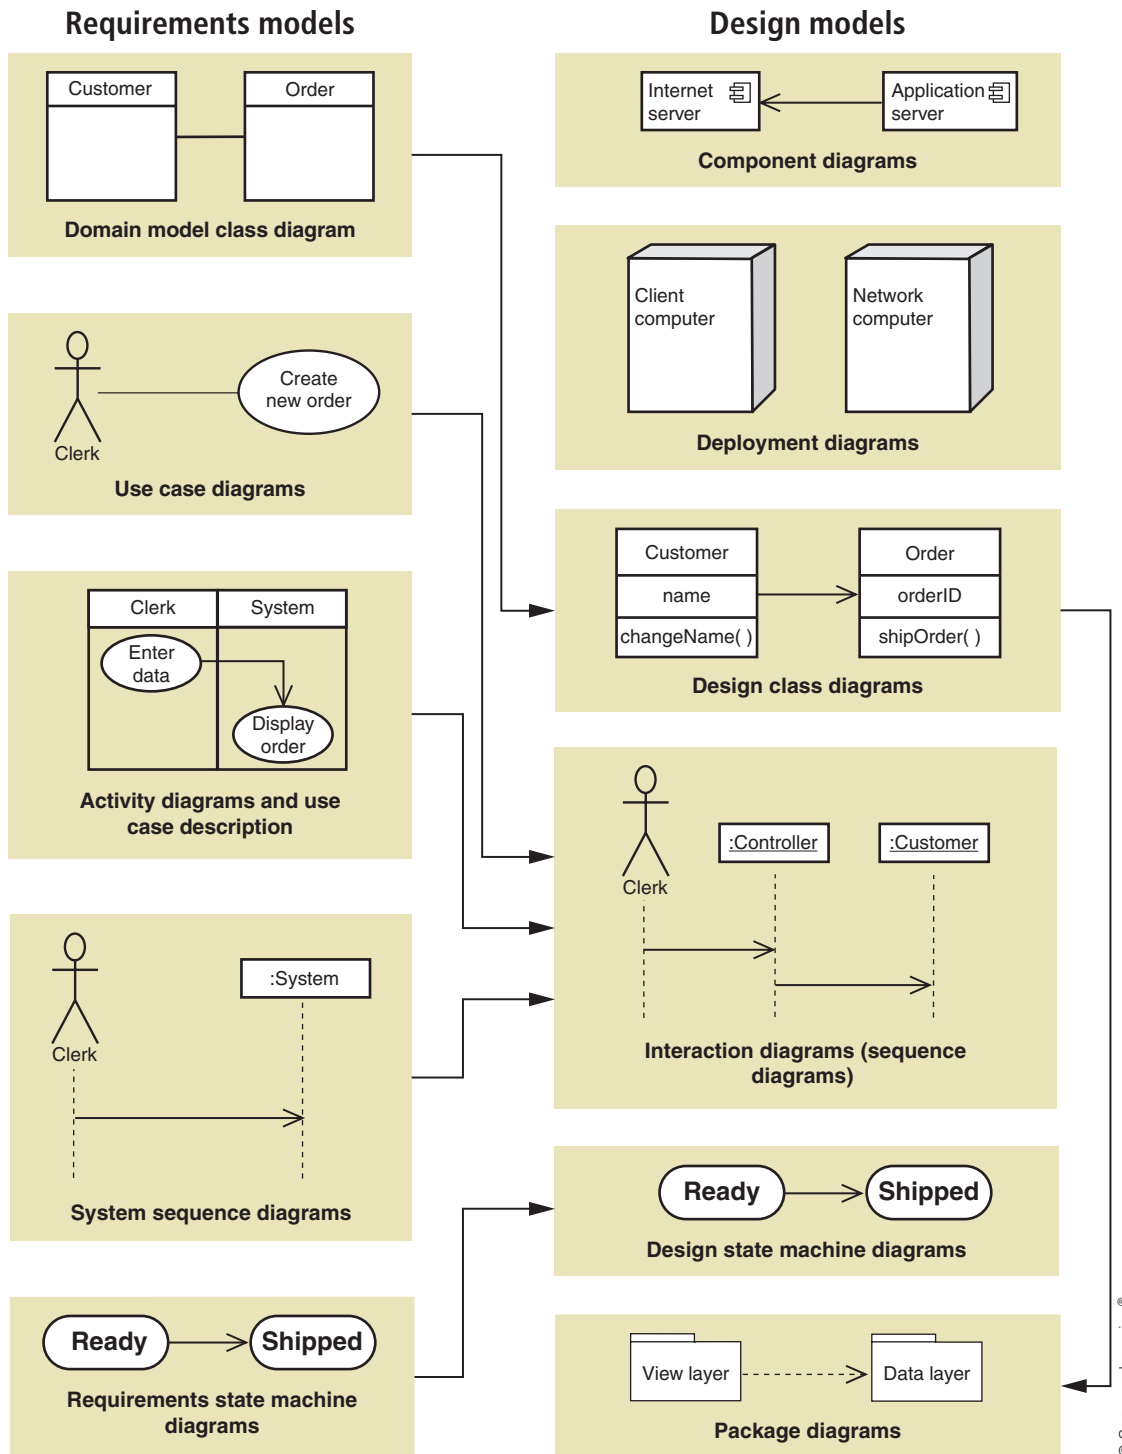 Requirements models
Customer
Order
Domain model class diagram
Clerk
Create
new order
Use case diagrams
Clerk
System
Enter
data
Display
order
Activity diagrams and use
case description
:System
Clerk
System sequence diagrams
Ready
Shipped
Requirements state machine
diagrams
Design models
Internet
server
Application
server
Component diagrams
Client
computer
Network
computer
Deployment diagrams
Customer
name
changeName( )
Order
orderID
shipOrder( )
Design class diagrams
Clerk
:Controller
:Customer
Interaction diagrams (sequence
diagrams)
Ready
Shipped
Design state machine diagrams
View layer
Data layer
Package diagrams